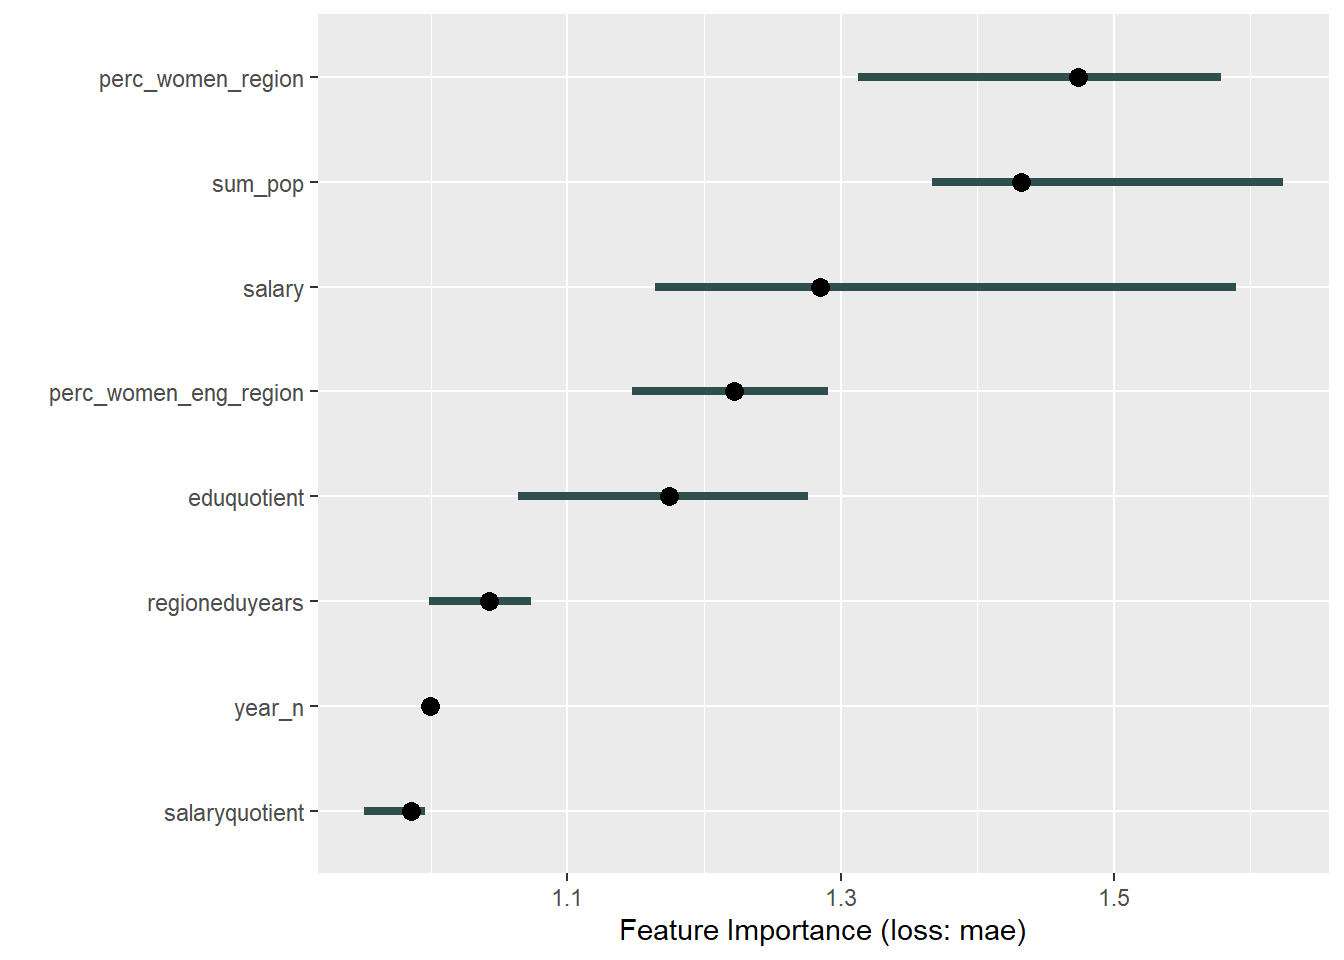 perc_women_region
sum_pop
salary
perc_women_eng_region
eduquotient
regioneduyears
year_n
salaryquotient
1.1 1.3 1.5
Feature Importance (loss: mae)